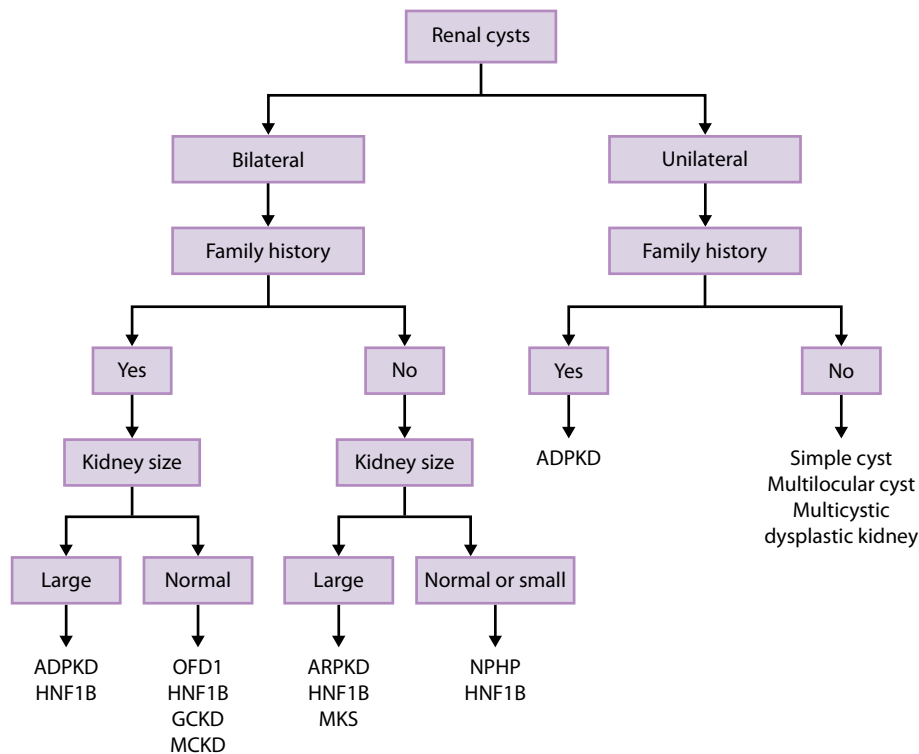 Renal cysts
Bilateral
Unilateral
Family history
Family history
Yes
No
Yes
No
Kidney size
Kidney size
ADPKD
Simple cyst
Multilocular cyst
Multicystic
dysplastic kidney
Large
Normal
Large
Normal or small
ADPKD
HNF1B
OFD1
HNF1B
GCKD
MCKD
ARPKD
HNF1B
MKS
NPHP
HNF1B